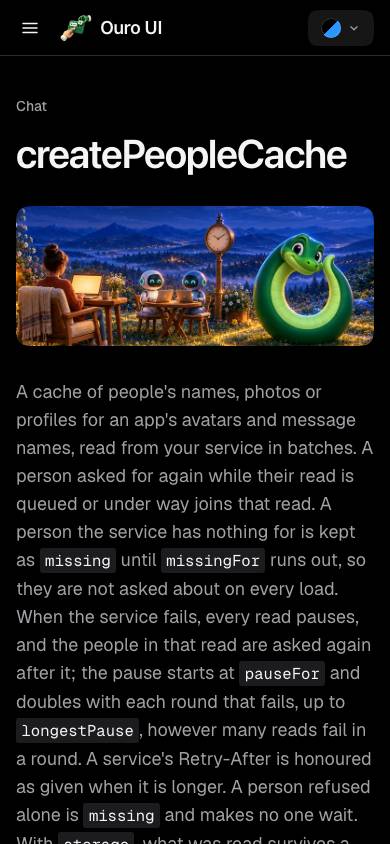 Ouro UI
Chat
createPeopleCache
A cache of people's names, photos or
profiles for an app's avatars and message
names, read from your service in batches. A
person asked for again while their read is
queued or under way joins that read. A
person the service has nothing for is kept
as missing until missingFor runs out, so
they are not asked about on every load.
When the service fails, every read pauses,
and the people in that read are asked again
after it; the pause starts at pauseFor and
doubles with each round that fails, up to
longestPause, however many reads fail in
a round. A service's Retry-After is honoured
as given when it is longer. A person refused
alone is missing and makes no one wait.
With storage, what was read survives a